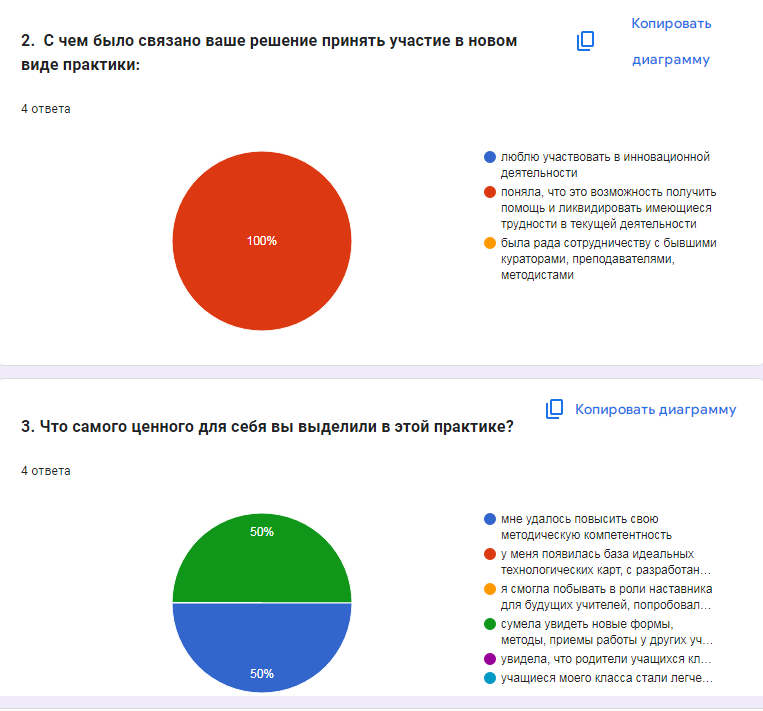 2. С чем было связано ваше решение принять участие в новом
виде практики:
Копировать
диаграмму
4 ответа
100%
люблю участвовать в инновационной
деятельности
поняла, что это возможность получить
помощь и ликвидировать имеющиеся
трудности в текущей деятельности
была рада сотрудничеству с бывшими
кураторами, преподавателями,
методистами
3. Что самого ценного для себя вы выделили в этой практике?
Копировать диаграмму
4 ответа
50%
50%
мне удалось повысить свою
методическую компетентность
у меня появилась база идеальных
технологических карт, с разработан…
я смогла побывать в роли наставника
для будущих учителей, попробовал…
сумела увидеть новые формы,
методы, приемы работы у других уч…
увидела, что родители учащихся кл…
учащиеся моего класса стали легче…